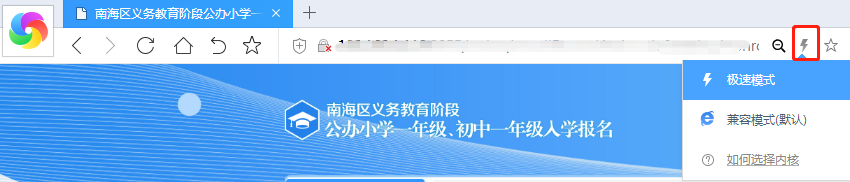 南海区义务教育阶段公办小学一
极速模式
兼容模式(默认)
如何选择内核
南海区义务教育阶段
公办小学一年级、初中一年级入学报名